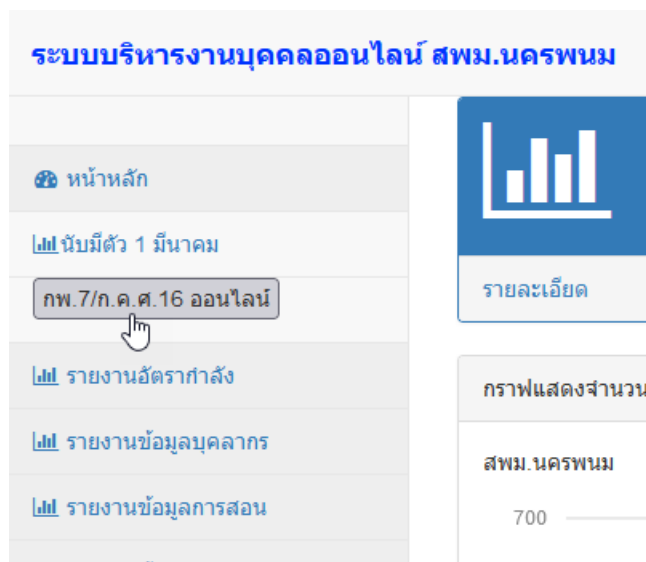 ระบบบริหารงานบุคคลออนไลน์ สพม.นครพนม
หน้าหลัก
นับมีตัว 1 มีนาคม
กพ.7/ก.ค.ศ.16 ออนไลน์
รายงานอัตรากำลัง
รายงานข้อมูลบุคลากร
รายงานข้อมูลการสอน
รายละเอียด
กราฟแสดงจำนวน
สพม.นครพนม
700